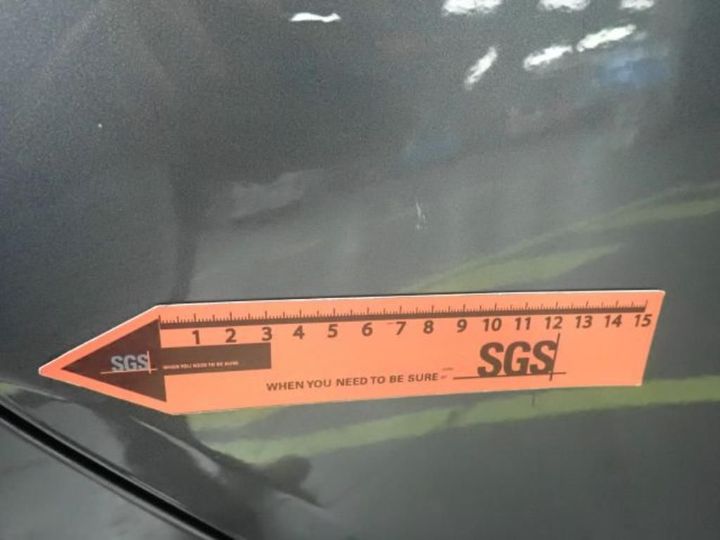 1 2 3 4 5 6 7 8 9 10 11 12 13 14 15
SGS WHEN YOU NEED TO BE SURE
WHEN YOU NEED TO BE SURE SGS